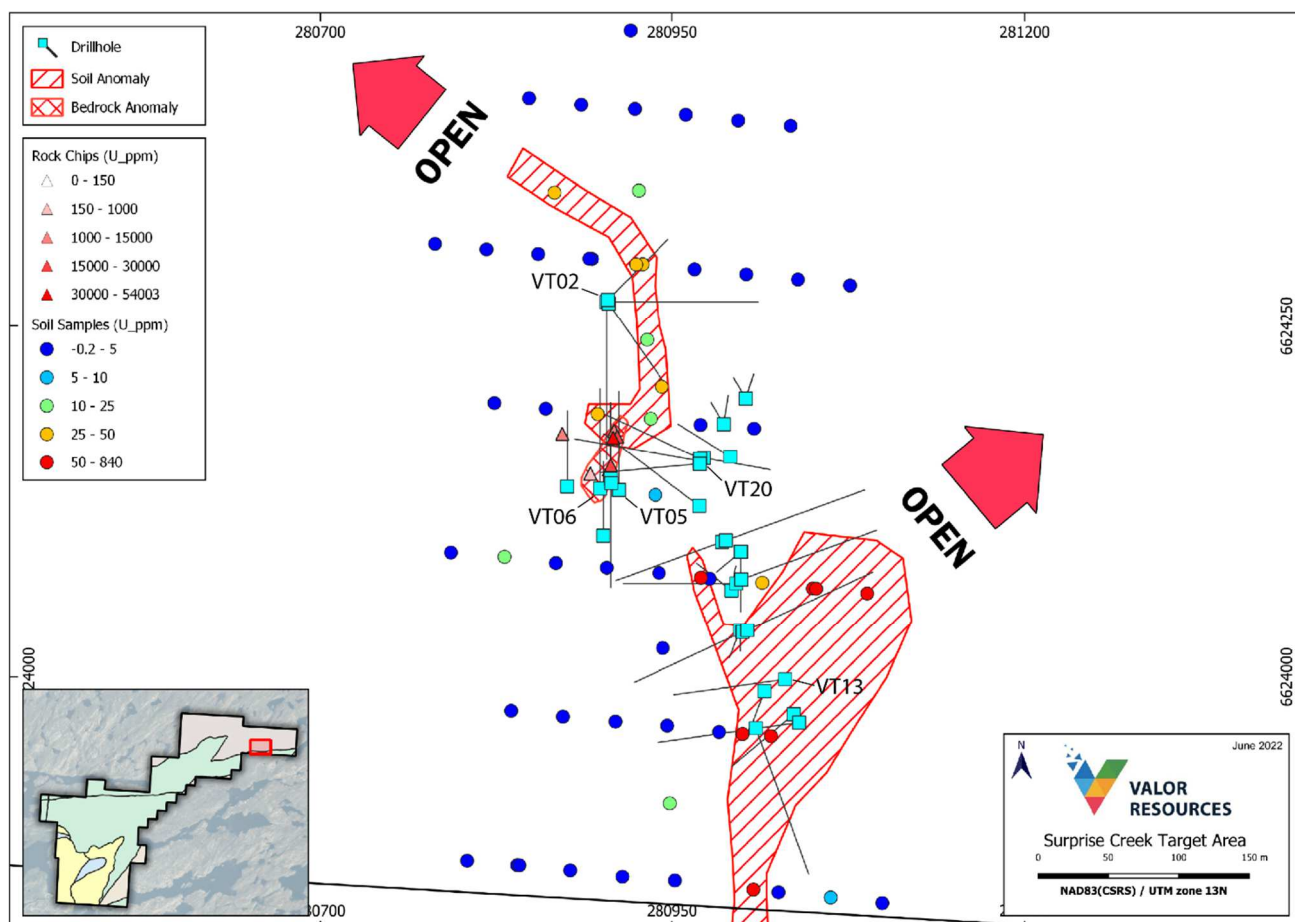 280700
280950
281200
Drillhole
Soil Anomaly
Bedrock Anomaly
Rock Chips (U_ppm)
0 - 150
150 - 1000
1000 - 15000
15000 - 30000
30000 - 54003
Soil Samples (U_ppm)
-0.2 - 5
5 - 10
10 - 25
25 - 50
50 - 840
OPEN
VT02
6624250
VT20
VT06
VT05
OPEN
VT13
24000
6624000
N
June 2022
VALOR
RESOURCES
Surprise Creek Target Area
0 50 100 150 m
NAD83(CSRS) / UTM zone 13N
280700
280950